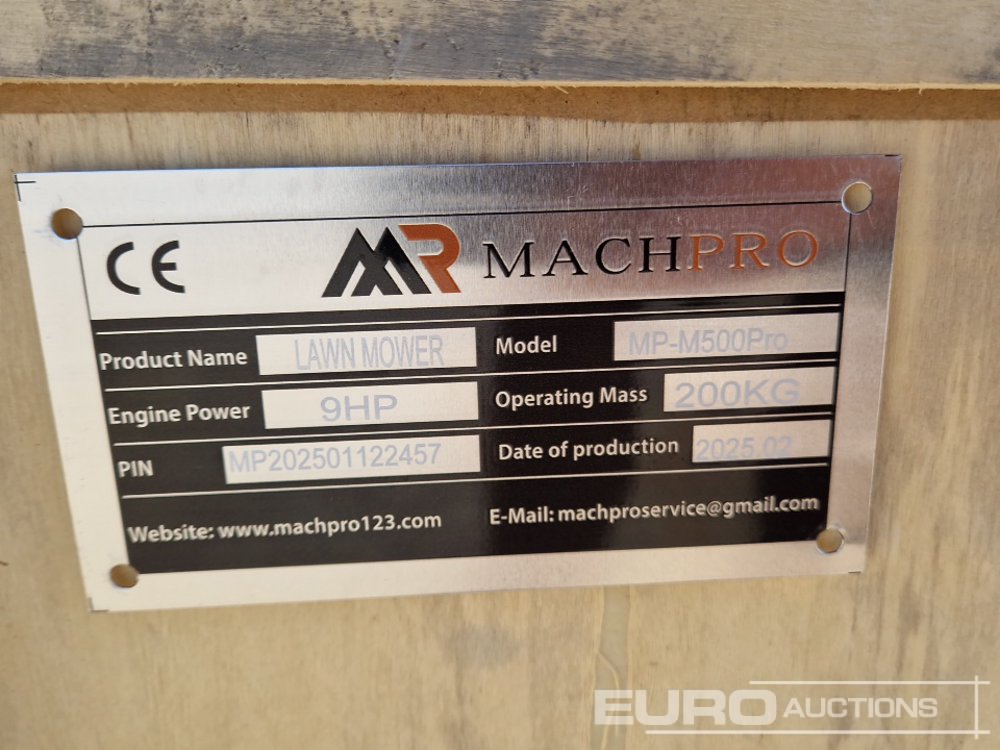 CE MR MACHPRO
Product Name LAWN MOWER Model MP-M500Pro
Engine Power 9HP Operating Mass 200KG
PIN MP202501122457 Date of production 2025.02
Website: www.machpro123.com E-Mail: machproservice@gmail.com
EURO AUCTIONS